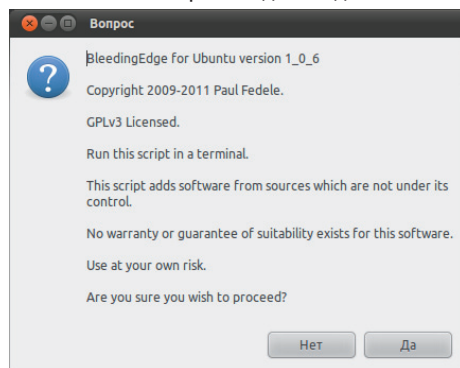 Вопрос
BleedingEdge for Ubuntu version 1_0_6
Copyright 2009-2011 Paul Fedele.
GPLv3 Licensed.
Run this script in a terminal.
This script adds software from sources which are not under its
control.
No warranty or guarantee of suitability exists for this software.
Use at your own risk.
Are you sure you wish to proceed?
Нет
Да